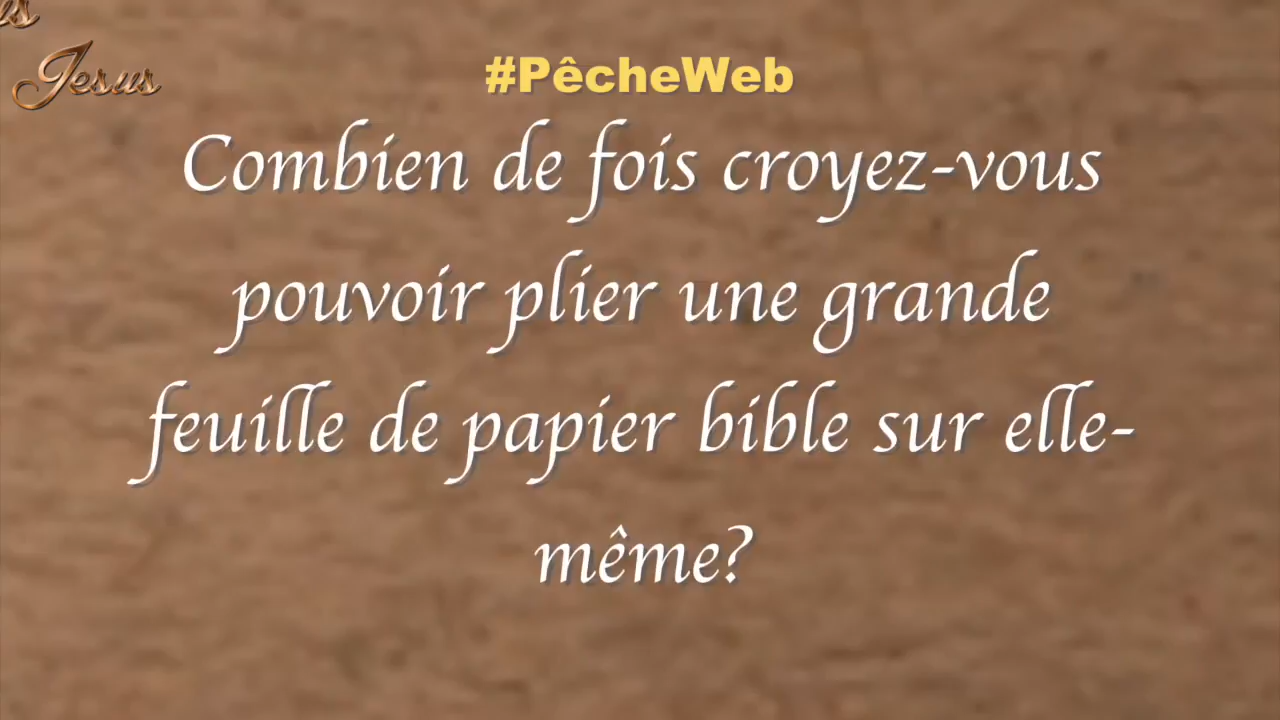 Jesus
#PêcheWeb
Combien de fois croyez-vous
pouvoir plier une grande
feuille de papier bible sur elle-
même?